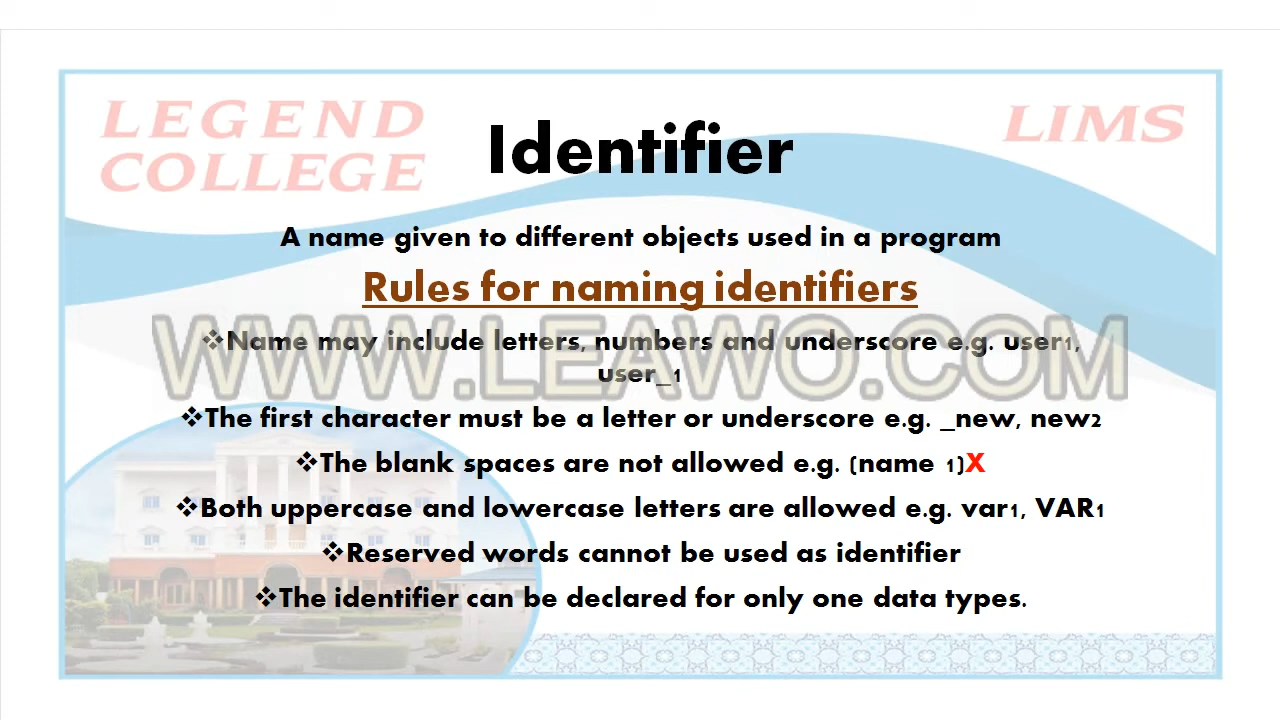 LEGEND
COLLEGE
LIMS
Identifier
A name given to different objects used in a program
Rules for naming identifiers
❖Name may include letters, numbers and underscore e.g. user1,
user_1
WWW.LEAWO.COM
❖The first character must be a letter or underscore e.g. _new, new2
❖The blank spaces are not allowed e.g. (name 1)X
❖Both uppercase and lowercase letters are allowed e.g. var1, VAR1
❖Reserved words cannot be used as identifier
❖The identifier can be declared for only one data types.